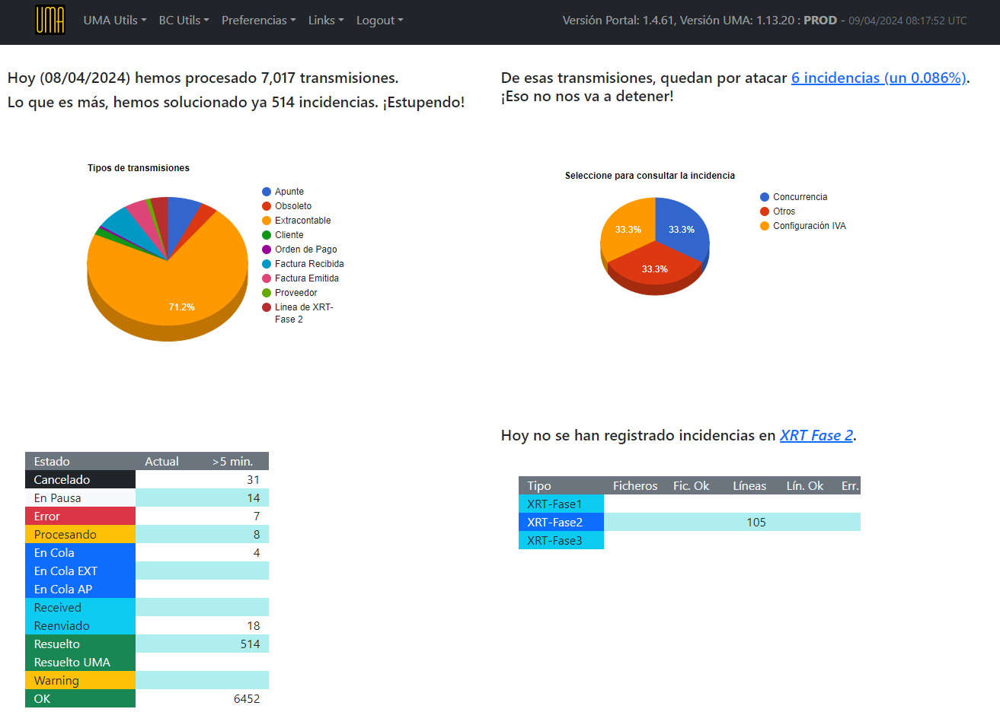 UMA UMA Utils BC Utils Preferencias Links Logout Versión Portal: 1.4.61, Versión UMA: 1.13.20 : PROD - 09/04/2024 08:17:52 UTC
Hoy (08/04/2024) hemos procesado 7,017 transmisiones.
Lo que es más, hemos solucionado ya 514 incidencias. ¡Estupendo!
De esas transmisiones, quedan por atacar 6 incidencias (un 0.086%).
¡Eso no nos va a detener!
Tipos de transmisiones
Apunte
Obsoleto
Extracontable
Cliente
Orden de Pago
Factura Recibida
Factura Emitida
Proveedor
Linea de XRT-
Fase 2
71.2%
Seleccione para consultar la incidencia
Concurrencia
Otros
Configuración IVA
33.3% 33.3%
33.3%
Hoy no se han registrado incidencias en XRT Fase 2.
Estado Actual >5 min.
Cancelado 31
En Pausa 14
Error 7
Procesando 8
En Cola 4
En Cola EXT
En Cola AP
Received
Reenviado 18
Resuelto 514
Resuelto UMA
Warning
OK 6452
Tipo Ficheros Fic. Ok Líneas Lín. Ok Err.
XRT-Fase1
XRT-Fase2 105
XRT-Fase3